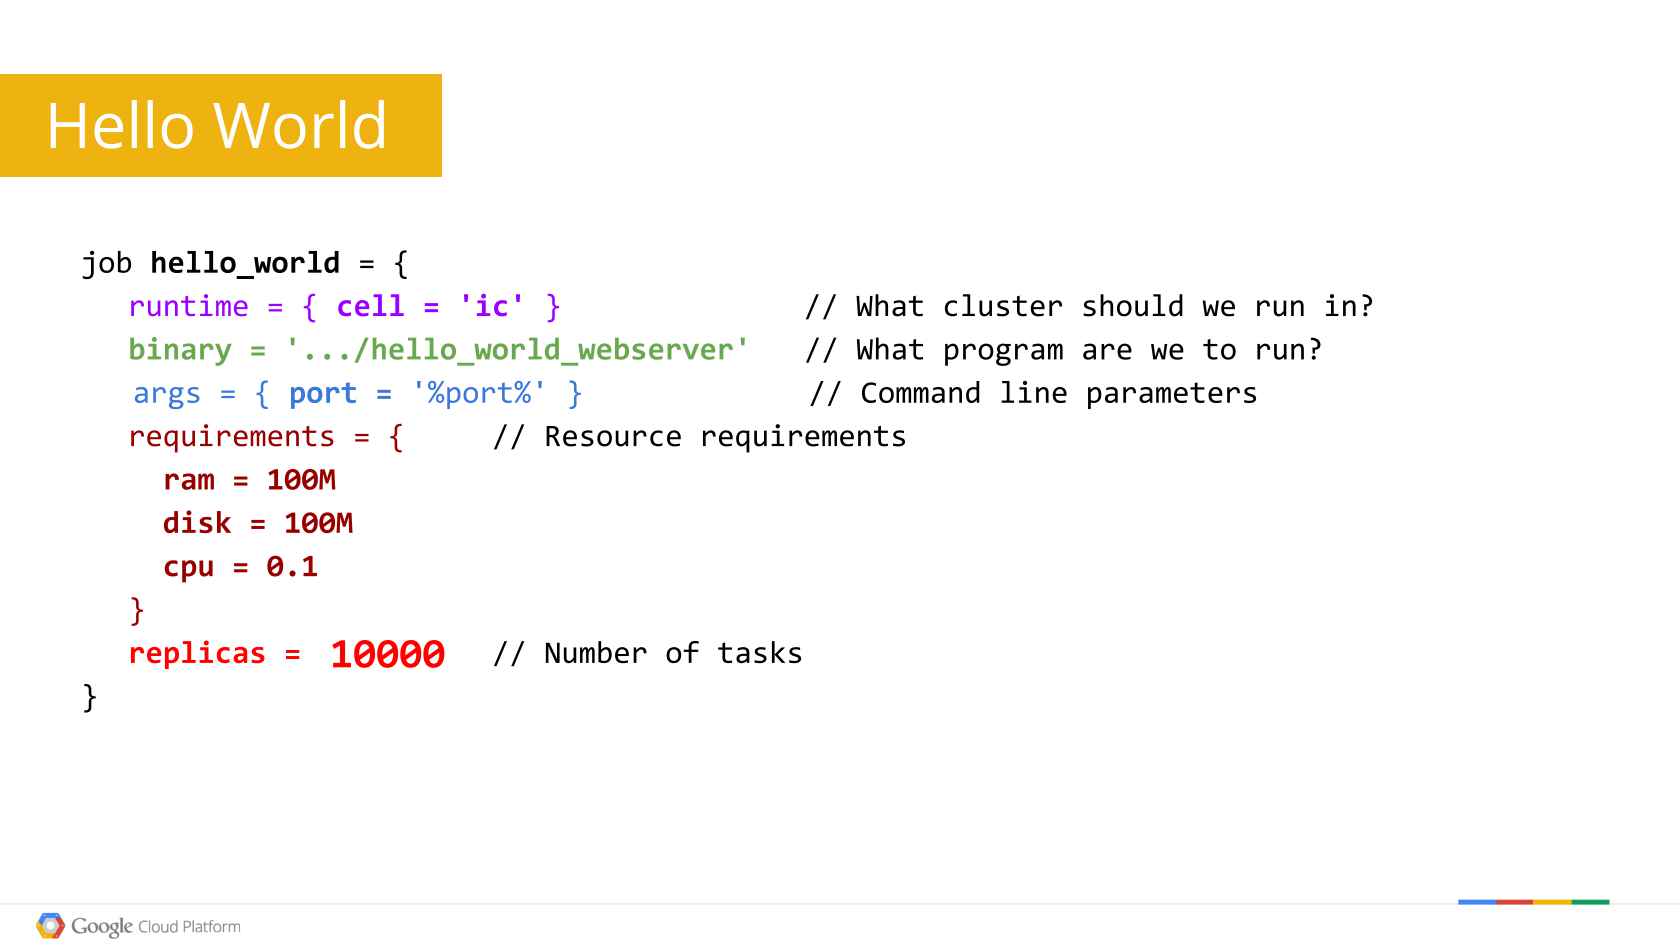 Hello World
job hello_world = {
runtime = { cell = 'ic' } // What cluster should we run in?
binary = '.../hello_world_webserver' // What program are we to run?
args = { port = '%port%' } // Command line parameters
requirements = { // Resource requirements
ram = 100M
disk = 100M
cpu = 0.1
}
replicas = 10000 // Number of tasks
}
Google Cloud Platform